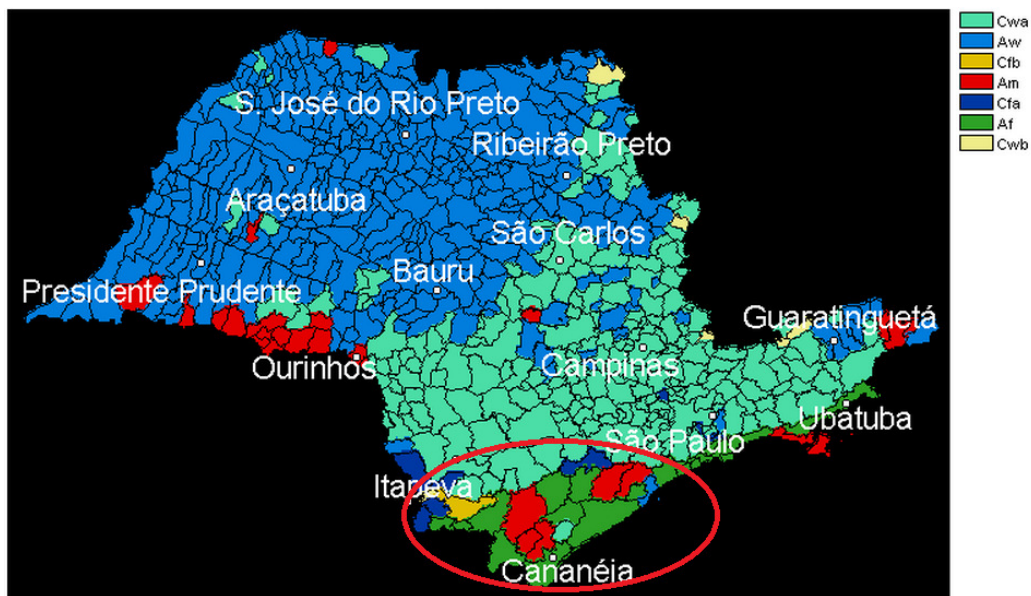 S. José do Rio Preto
Ribeirão Preto
Araçatuba
São Carlos
Bauru
Presidente Prudente
Guaratinguetá
Ourinhos
Campinas
Ubatuba
São Paulo
Itapeva
Cananéia
Cwa
Aw
Cfb
Am
Cfa
Af
Cwb